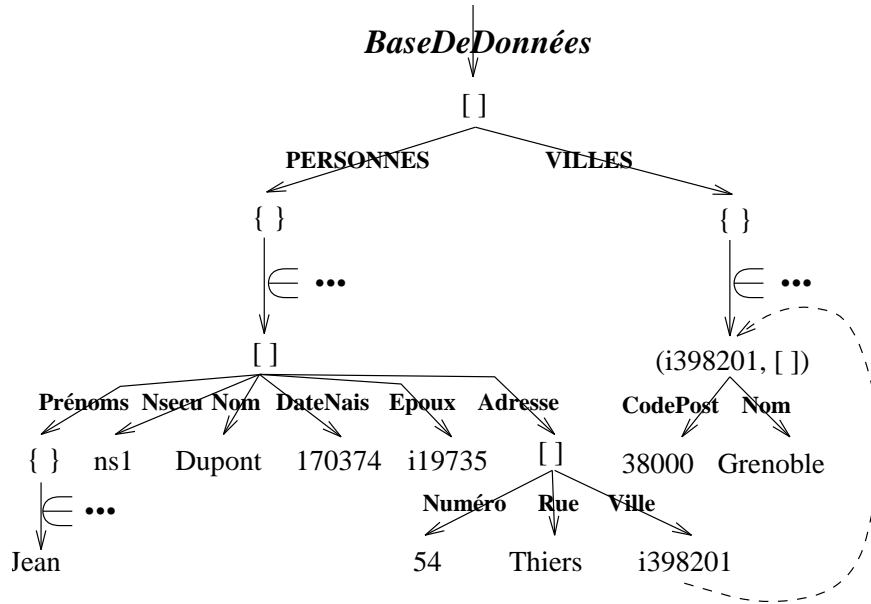 BaseDeDonnées
[ ]
PERSONNES VILLES
{ } { }
∈ ••• ∈ •••
[ ] (i398201, [ ])
Prénoms Nsecu Nom DateNais Epoux Adresse CodePost Nom
{ } ns1 Dupont 170374 i19735 [ ] 38000 Grenoble
∈ ••• Numéro Rue Ville
Jean 54 Thiers i398201